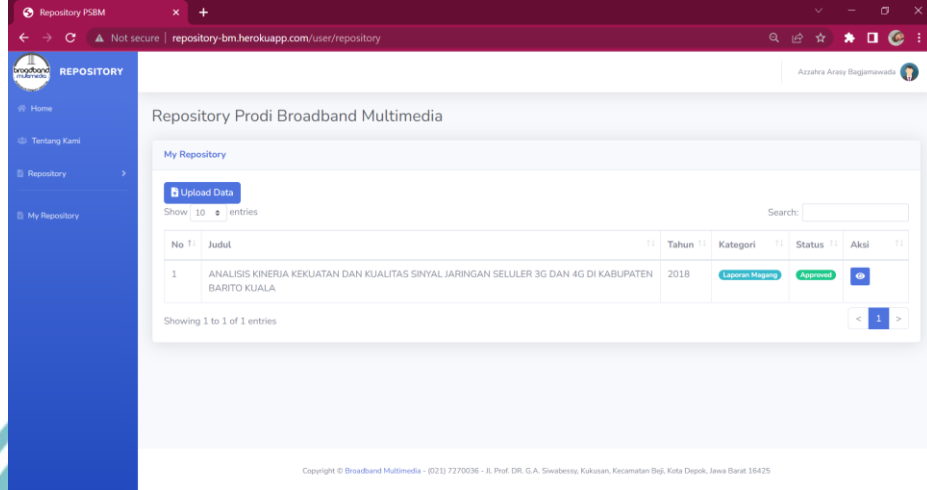 Repository PSBM
Not secure | repository-bm.herokuapp.com/user/repository
broadband
multimedia
REPOSITORY
Azzahra Arasy Bagjamawada
Home
Tentang Kami
Repository
My Repository
Repository Prodi Broadband Multimedia
My Repository
Upload Data
Show 10 entries
Search:
No Judul Tahun Kategori Status Aksi
1 ANALISIS KINERJA KEKUATAN DAN KUALITAS SINYAL JARINGAN SELULER 3G DAN 4G DI KABUPATEN 2018 Laporan Magang Approved
BARITO KUALA
Showing 1 to 1 of 1 entries
< 1 >
Copyright © Broadband Multimedia - (021) 7270036 - Jl. Prof. DR. G.A. Siwabessy, Kukusan, Kecamatan Beji, Kota Depok, Jawa Barat 16425